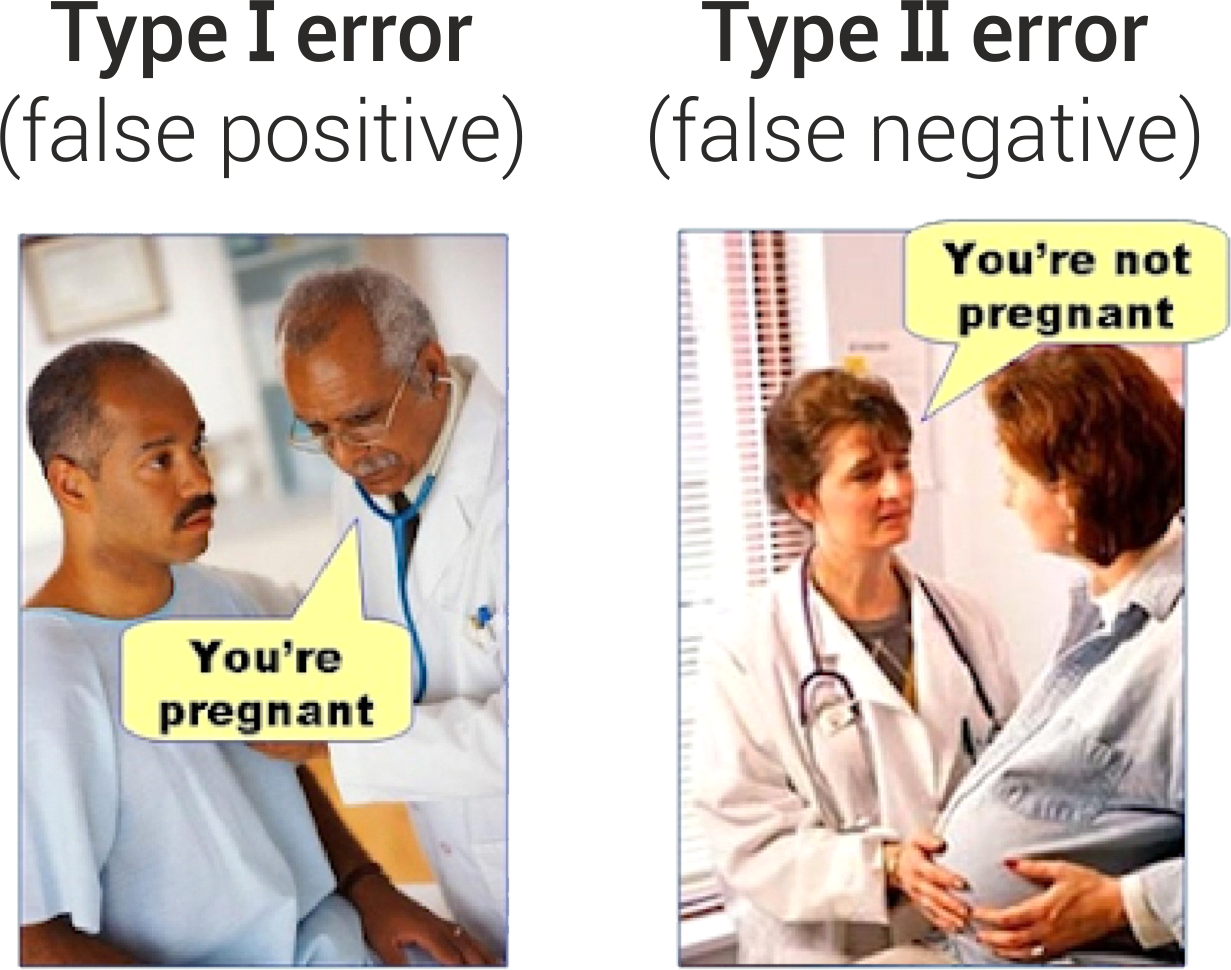 Type I error
(false positive)
Type II error
(false negative)
You're
pregnant
You're not
pregnant